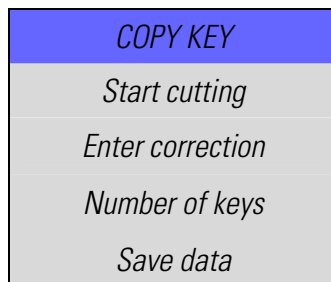 COPY KEY
Start cutting
Enter correction
Number of keys
Save data